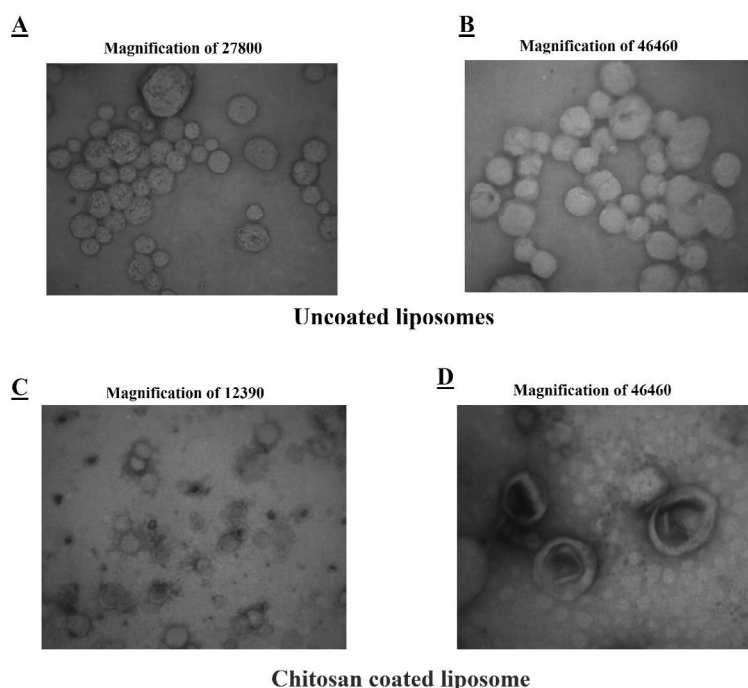 A
Magnification of 27800
B
Magnification of 46460
Uncoated liposomes
C
Magnification of 12390
D
Magnification of 46460
Chitosan coated liposome